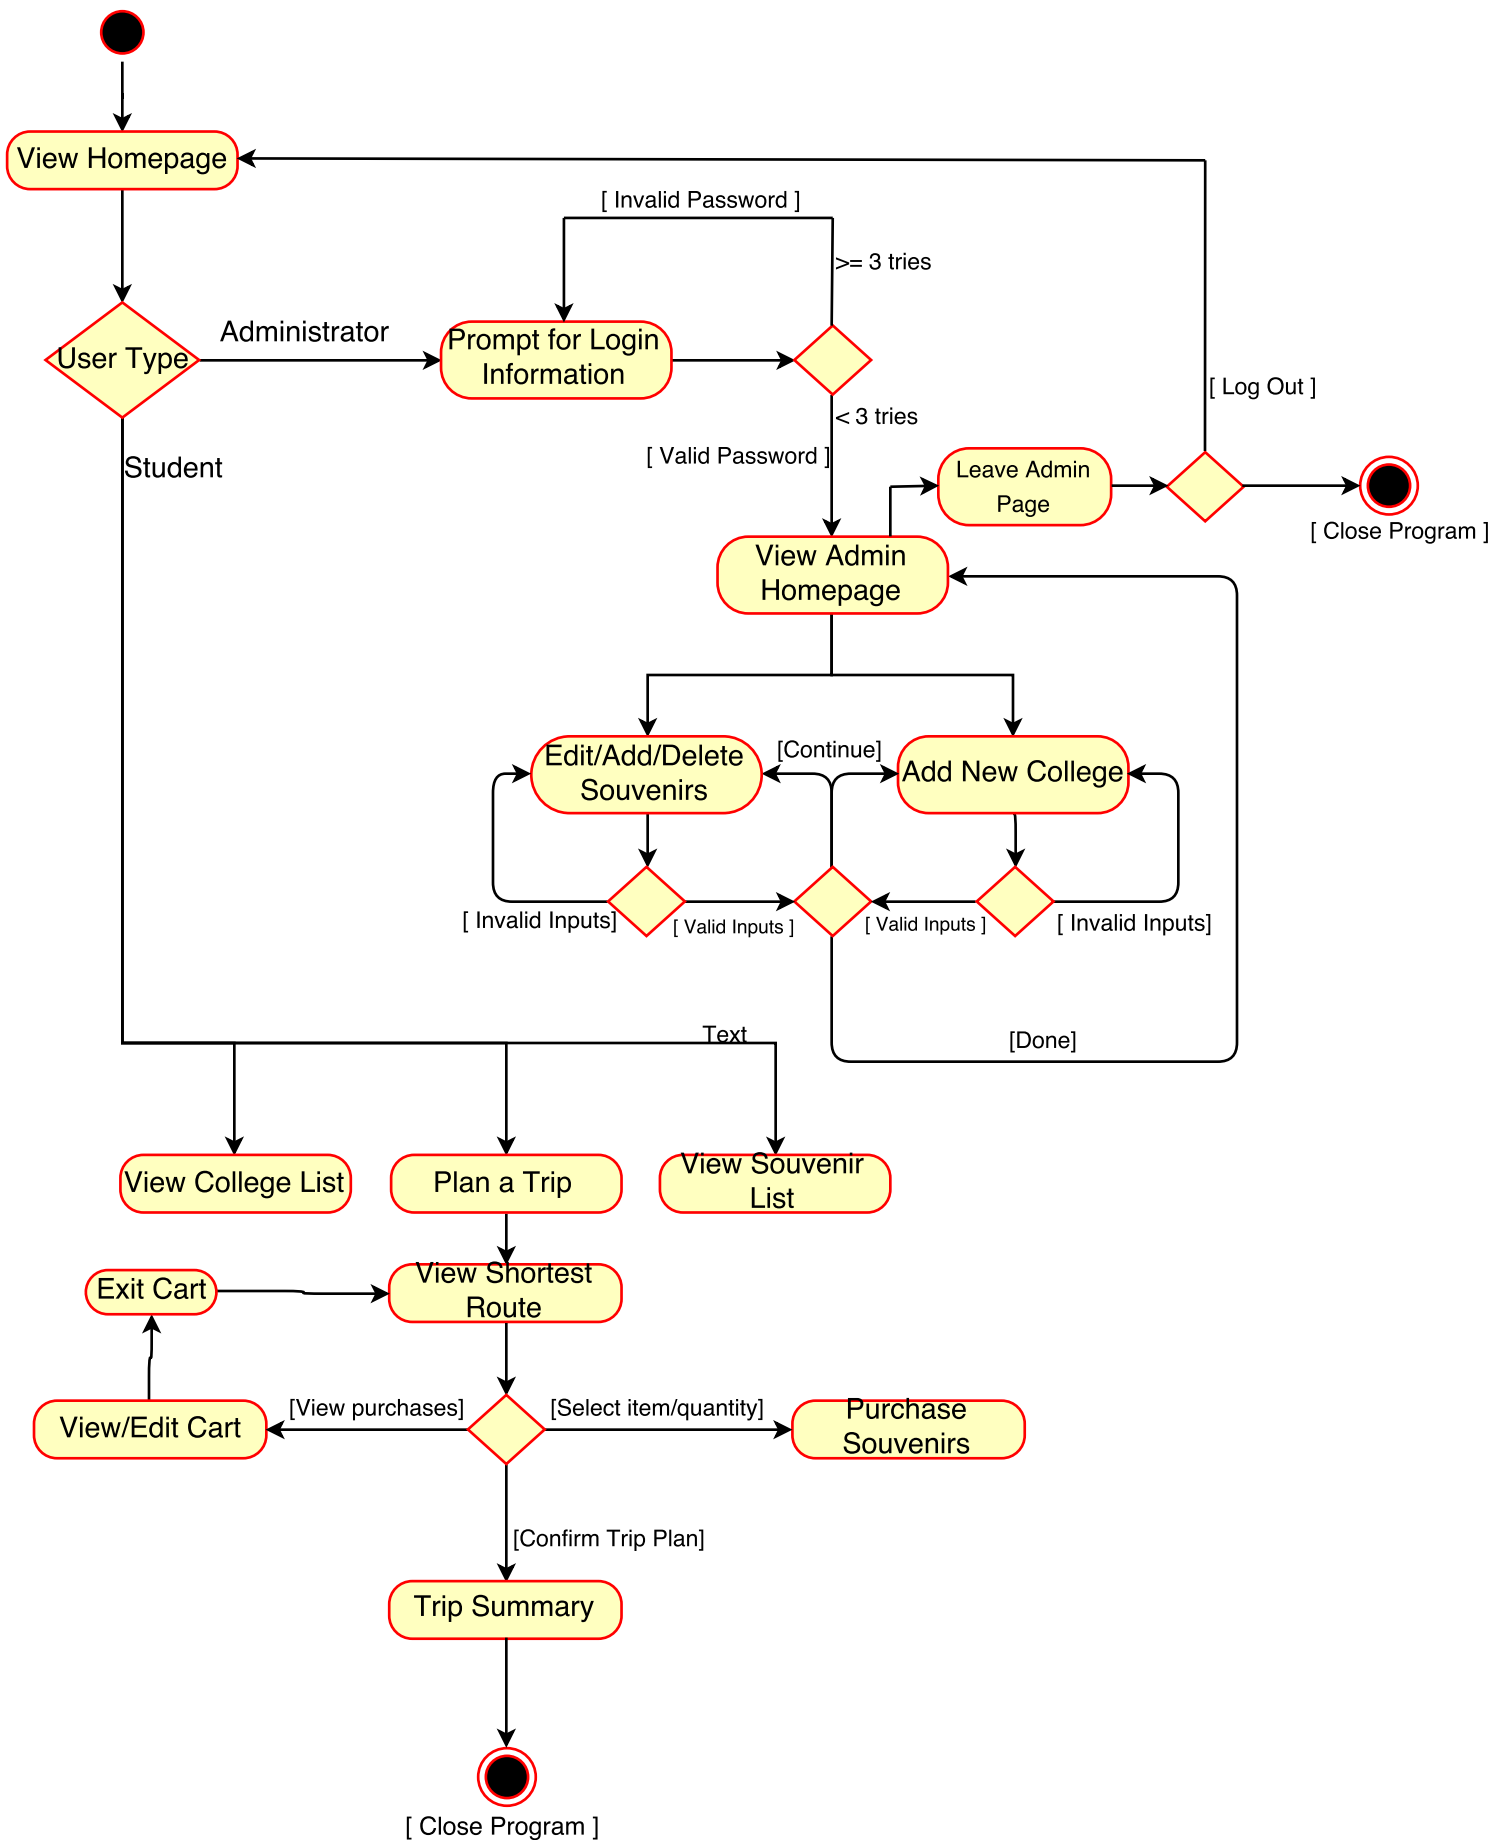 View Homepage
[ Invalid Password ]
>= 3 tries
Administrator
User Type
Prompt for Login
Information
[ Log Out ]
< 3 tries
[ Valid Password ]
Student
Leave Admin
Page
[ Close Program ]
View Admin
Homepage
Edit/Add/Delete
Souvenirs
[Continue]
Add New College
[ Invalid Inputs]
[ Valid Inputs ]
[ Valid Inputs ]
[ Invalid Inputs]
Text
[Done]
View College List
Plan a Trip
View Souvenir
List
Exit Cart
View Shortest
Route
[View purchases]
[Select item/quantity]
View/Edit Cart
Purchase
Souvenirs
[Confirm Trip Plan]
Trip Summary
[ Close Program ]